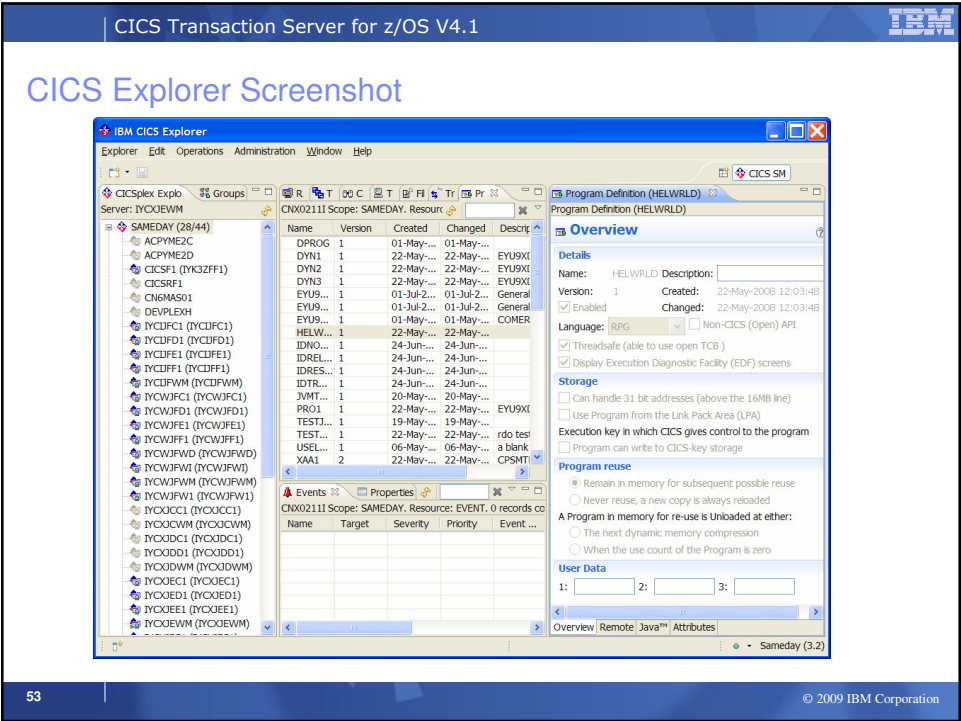 CICS Transaction Server for z/OS V4.1
IBM
CICS Explorer Screenshot
IBM CICS Explorer
Explorer Edit Operations Administration Window Help
CICS SM
CICSplex Explo Groups
Server: IYCXJEWM
SAMEDAY (28/44)
ACPYME2C
ACPYME2D
CICSF1 (IYK3ZFF1)
CICSRF1
CN6MAS01
DEVPLEXH
IYCIJFC1 (IYCIJFC1)
IYCIJFD1 (IYCIJFD1)
IYCIJFE1 (IYCIJFE1)
IYCIJFF1 (IYCIJFF1)
IYCIJFWM (IYCIJFWM)
IYCWJFC1 (IYCWJFC1)
IYCWJFD1 (IYCWJFD1)
IYCWJFE1 (IYCWJFE1)
IYCWJFF1 (IYCWJFF1)
IYCWJFWD (IYCWJFWD)
IYCWJFWI (IYCWJFWI)
IYCWJFWM (IYCWJFWM)
IYCWJFW1 (IYCWJFW1)
IYCXJCC1 (IYCXJCC1)
IYCXJCWM (IYCXJCWM)
IYCXJDC1 (IYCXJDC1)
IYCXJDD1 (IYCXJDD1)
IYCXJDWM (IYCXJDWM)
IYCXJEC1 (IYCXJEC1)
IYCXJED1 (IYCXJED1)
IYCXJEE1 (IYCXJEE1)
IYCXJEWM (IYCXJEWM)
R T C T Fl Tr Pr
CNX0211I Scope: SAMEDAY. Resourc
Name Version Created Changed Descrip
DPROG 1 01-May-... 01-May-...
DYN1 1 22-May-... 22-May-... EYU9XD
DYN2 1 22-May-... 22-May-... EYU9XD
DYN3 1 22-May-... 22-May-... EYU9XD
EYU9... 1 01-Jul-2... 01-Jul-2... General
EYU9... 1 01-Jul-2... 01-Jul-2... General
EYU9... 1 01-May-... 01-May-... COMER
HELW... 1 22-May-... 22-May-...
IDNO... 1 24-Jun-... 24-Jun-...
IDREL... 1 24-Jun-... 24-Jun-...
IDRES... 1 24-Jun-... 24-Jun-...
IDTR... 1 24-Jun-... 24-Jun-...
JVMT... 1 20-May-... 20-May-...
PRO1 1 22-May-... 22-May-... EYU9XD
TESTJ... 1 19-May-... 19-May-...
TEST... 1 22-May-... 22-May-... rdo test
USEL... 1 06-May-... 06-May-... a blank
XAA1 2 22-May-... 22-May-... CPSMTI
Events Properties
CNX0211I Scope: SAMEDAY. Resource: EVENT. 0 records co
Name Target Severity Priority Event ...
Program Definition (HELWRLD)
Program Definition (HELWRLD)
Overview
Details
Name: HELWRLD Description:
Version: 1 Created: 22-May-2008 12:03:48
Enabled Changed: 22-May-2008 12:03:48
Language: RPG Non-CICS (Open) API
Threadsafe (able to use open TCB )
Display Execution Diagnostic Facility (EDF) screens
Storage
Can handle 31 bit addresses (above the 16MB line)
Use Program from the Link Pack Area (LPA)
Execution key in which CICS gives control to the program
Program can write to CICS-key storage
Program reuse
Remain in memory for subsequent possible reuse
Never reuse, a new copy is always reloaded
A Program in memory for re-use is Unloaded at either:
The next dynamic memory compression
When the use count of the Program is zero
User Data
1: 2: 3:
Overview Remote Java™ Attributes
Sameday (3.2)
53
© 2009 IBM Corporation